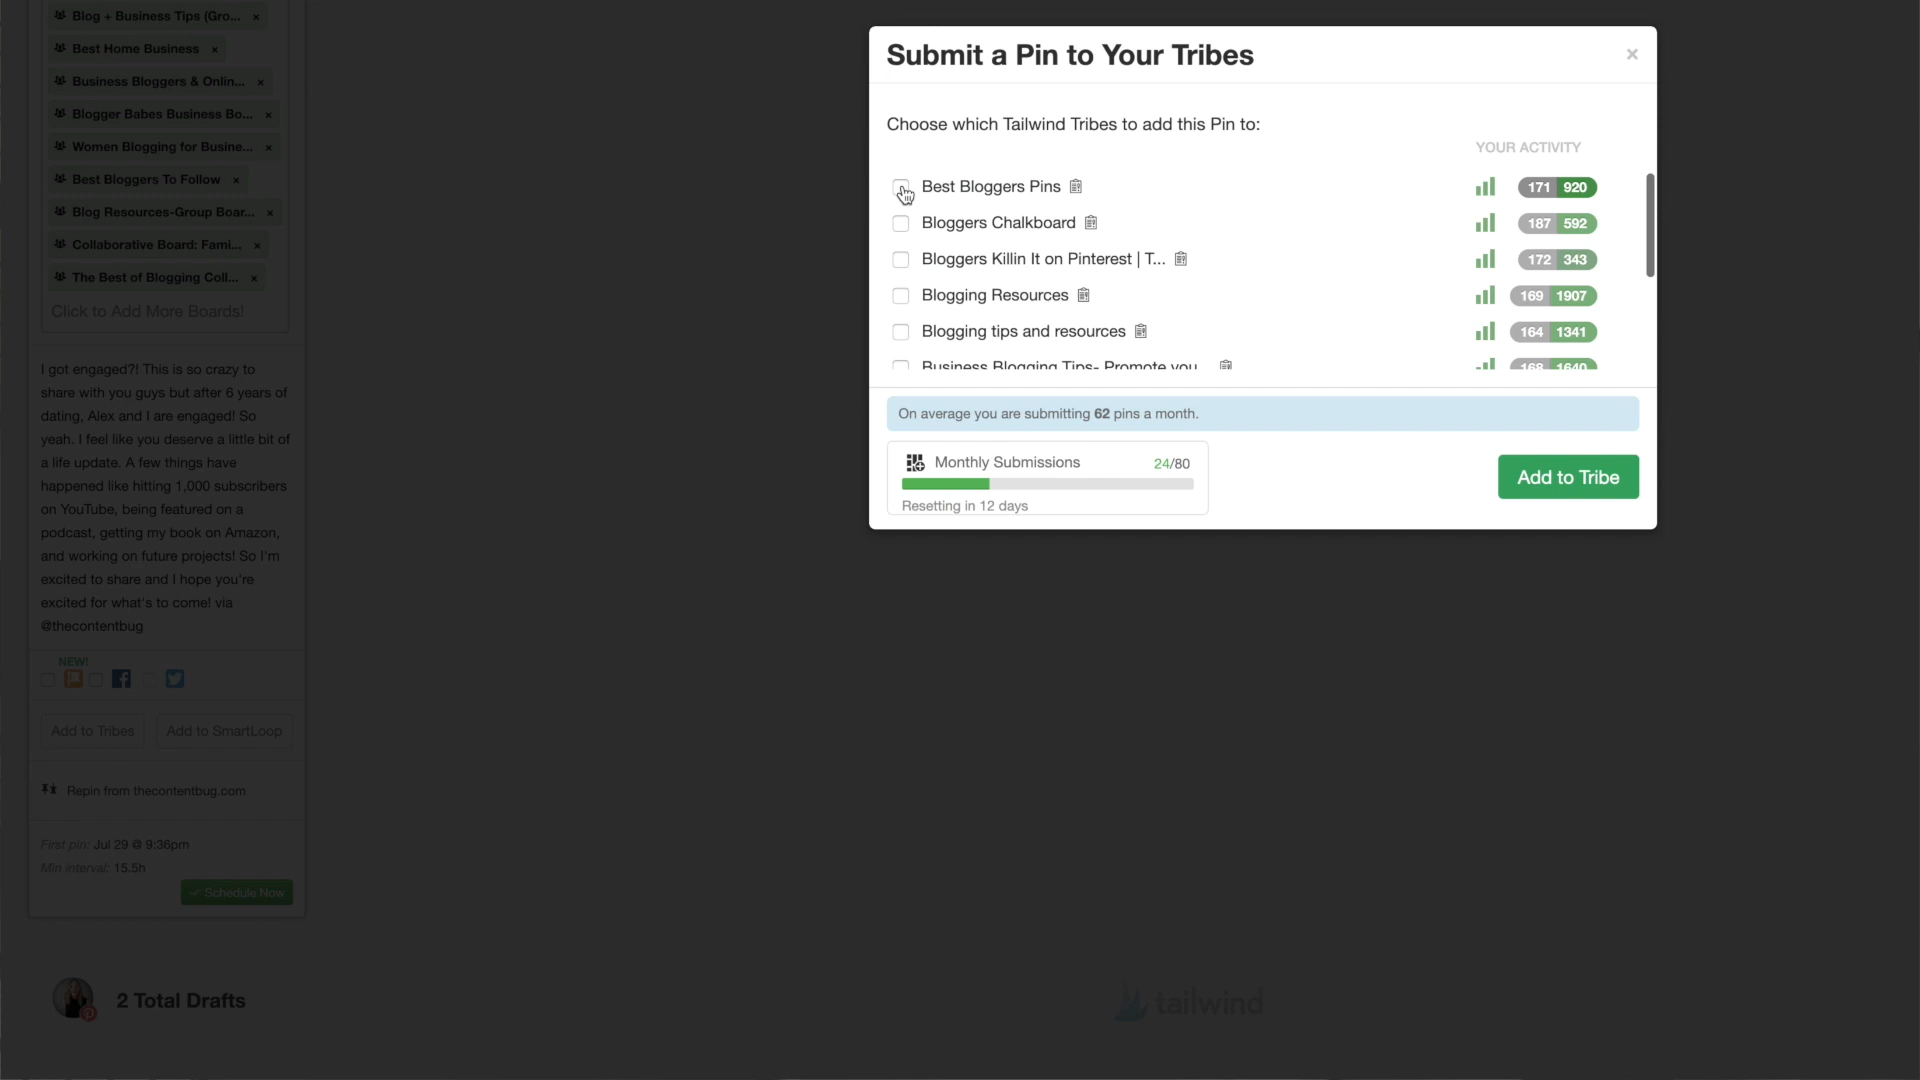 Blog + Business Tips (Gro... ×
Best Home Business ×
Business Bloggers & Onlin... ×
Blogger Babes Business Bo... ×
Women Blogging for Busine... ×
Best Bloggers To Follow ×
Blog Resources-Group Boar... ×
Collaborative Board: Fami... ×
The Best of Blogging Coll... ×
Click to Add More Boards!
I got engaged?! This is so crazy to
share with you guys but after 6 years of
dating, Alex and I are engaged! So
yeah. I feel like you deserve a little bit of
a life update. A few things have
happened like hitting 1,000 subscribers
on YouTube, being featured on a
podcast, getting my book on Amazon,
and working on future projects! So I'm
excited to share and I hope you're
excited for what's to come! via
@thecontentbug
NEW!
Add to Tribes Add to SmartLoop
Repin from thecontentbug.com
First pin: Jul 29 @ 9:36pm
Min interval: 15.5h
Schedule Now
2 Total Drafts
Submit a Pin to Your Tribes ×
Choose which Tailwind Tribes to add this Pin to:
YOUR ACTIVITY
Best Bloggers Pins 171 920
Bloggers Chalkboard 187 592
Bloggers Killin It on Pinterest | T... 172 343
Blogging Resources 169 1907
Blogging tips and resources 164 1341
Business Blogging Tips- Promote you... 168 1640
On average you are submitting 62 pins a month.
Monthly Submissions 24/80
Resetting in 12 days
Add to Tribe
tailwind